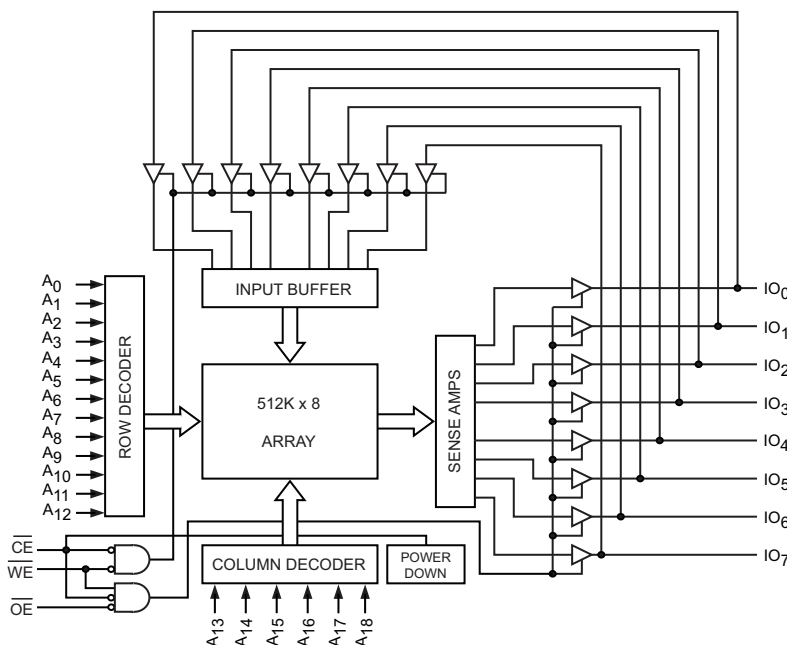 INPUT BUFFER
A0
A1
A2
A3
A4
A5
A6
A7
A8
A9
A10
A11
A12
ROW DECODER
512K x 8
ARRAY
SENSE AMPS
IO0
IO1
IO2
IO3
IO4
IO5
IO6
IO7
CE
WE
OE
COLUMN DECODER
POWER
DOWN
A13
A14
A15
A16
A17
A18